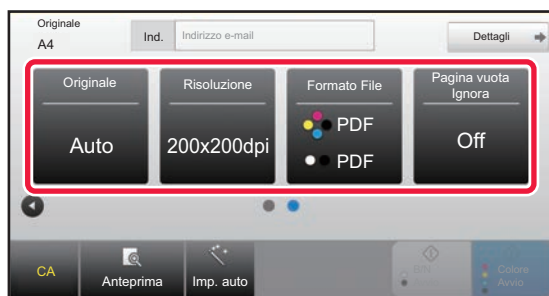 Originale
A4
Ind.
Indirizzo e-mail
Dettagli
Originale
Auto
Risoluzione
200x200dpi
Formato File
PDF
PDF
Pagina vuota
Ignora
Off
CA
Anteprima
Imp. auto
B/N
Colore
Avvio